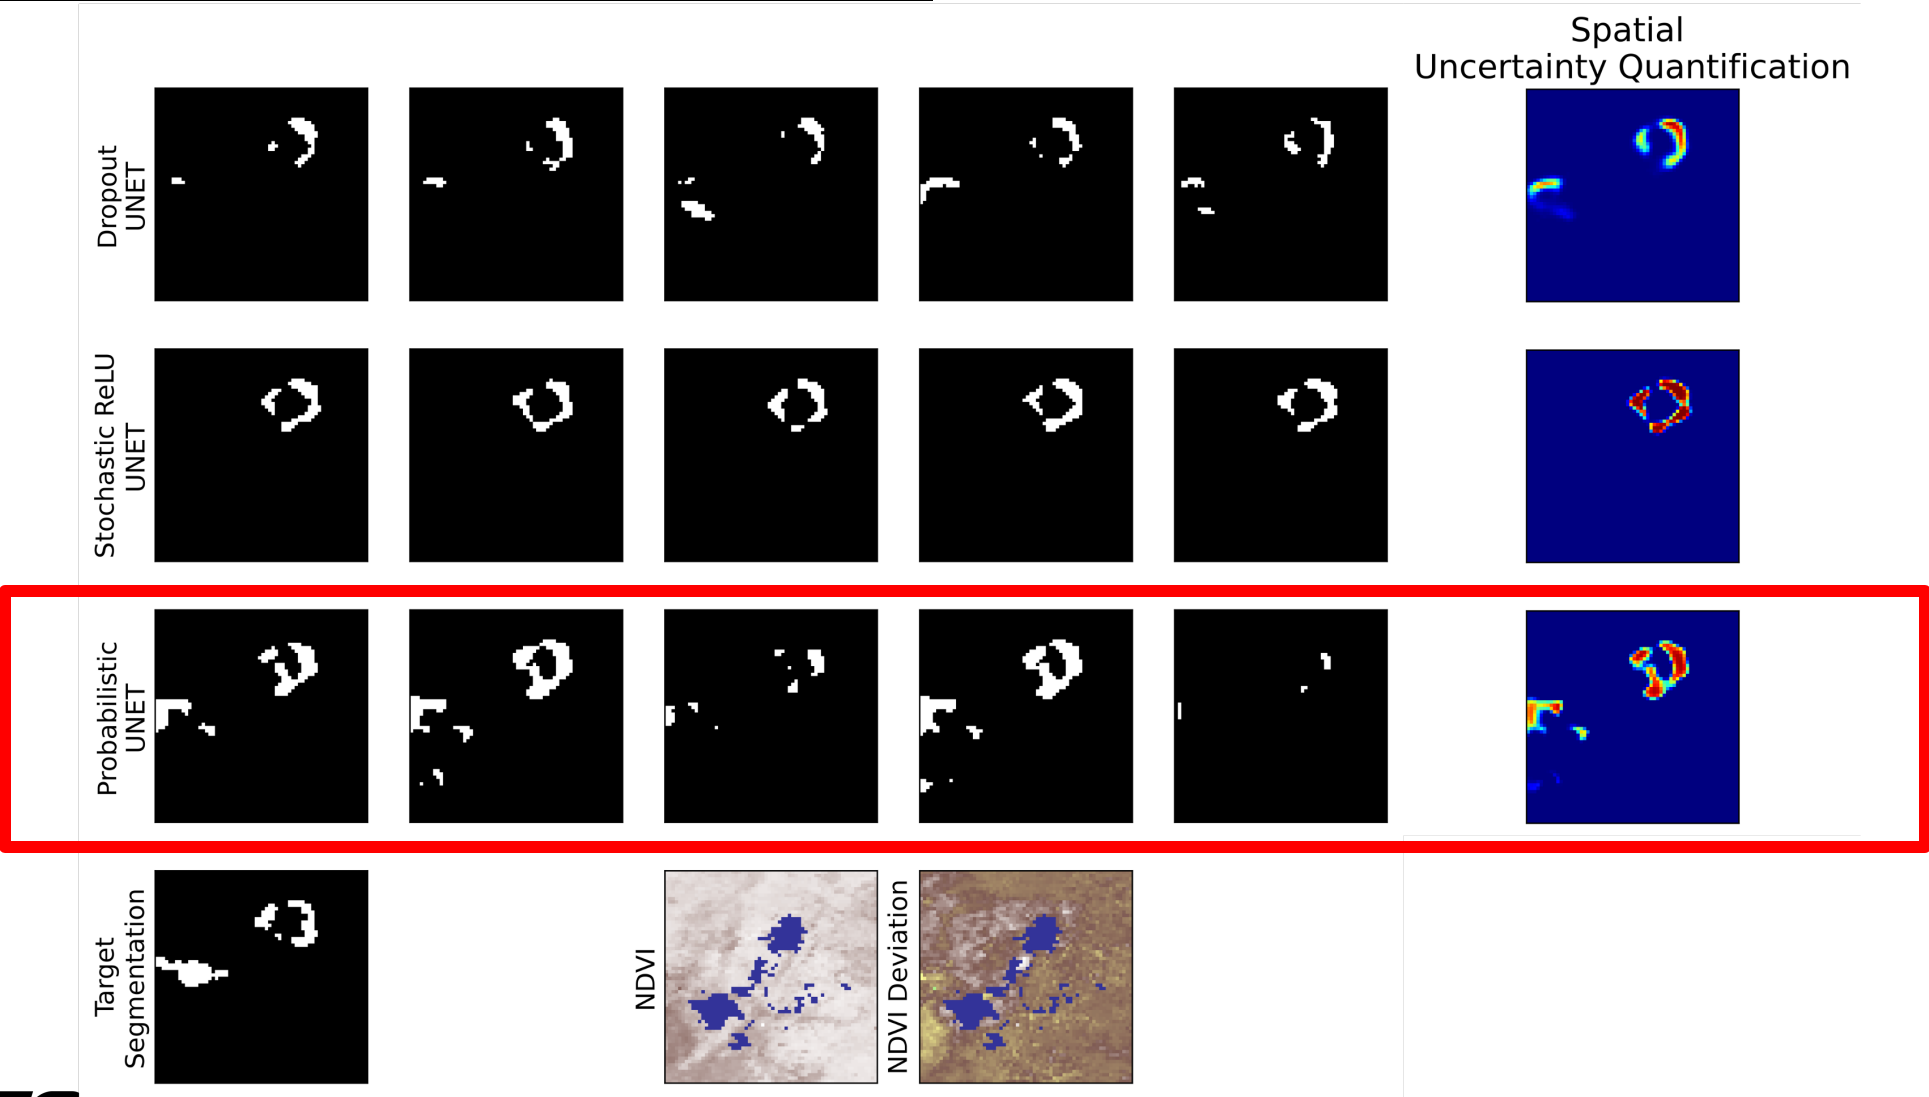 Spatial
Uncertainty Quantification
Dropout
UNET
Stochastic ReLU
UNET
Probabilistic
UNET
Target
Segmentation
NDVI
NDVI Deviation